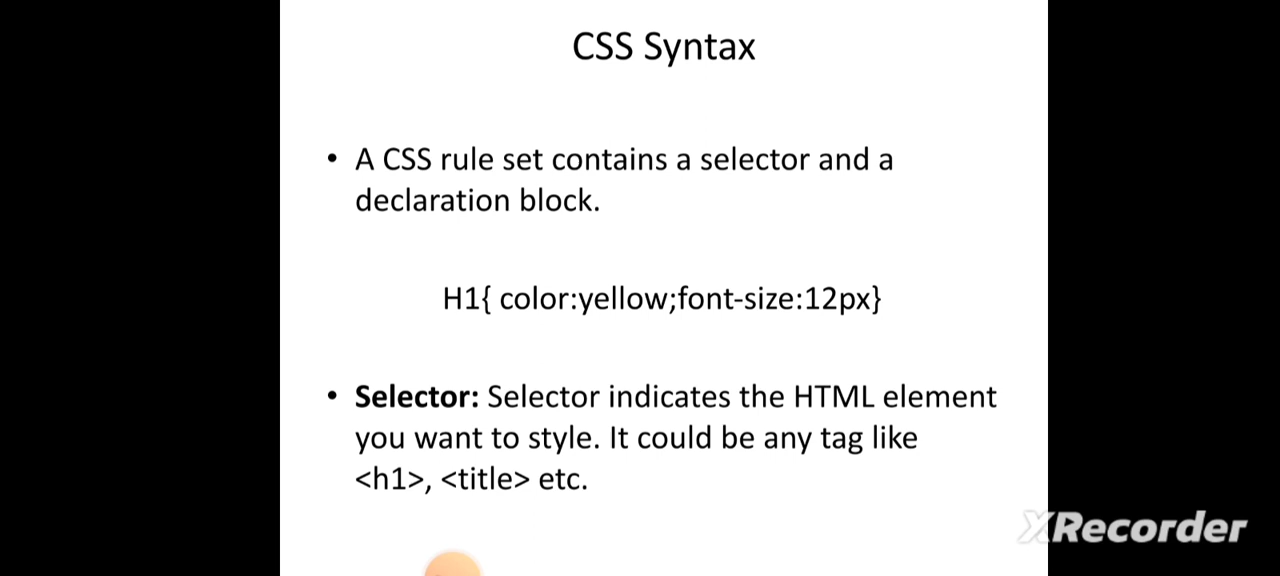 CSS Syntax
• A CSS rule set contains a selector and a
declaration block.
H1{ color:yellow;font-size:12px}
• Selector: Selector indicates the HTML element
you want to style. It could be any tag like
<h1>, <title> etc.
XRecorder